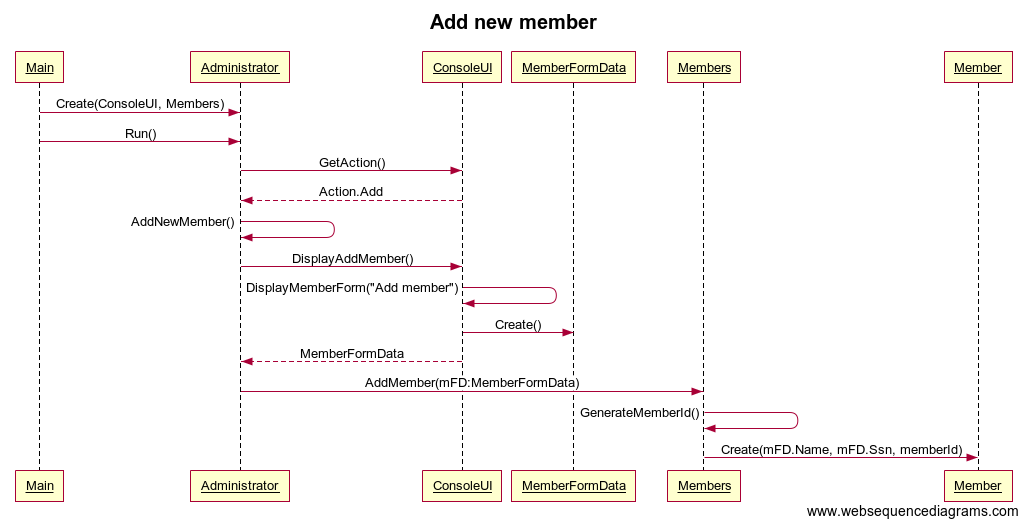 Add new member
Main Administrator ConsoleUI MemberFormData Members Member
Create(ConsoleUI, Members)
Run()
GetAction()
Action.Add
AddNewMember()
DisplayAddMember()
DisplayMemberForm("Add member")
Create()
MemberFormData
AddMember(mFD:MemberFormData)
GenerateMemberId()
Create(mFD.Name, mFD.Ssn, memberId)
Main Administrator ConsoleUI MemberFormData Members Member
www.websequencediagrams.com